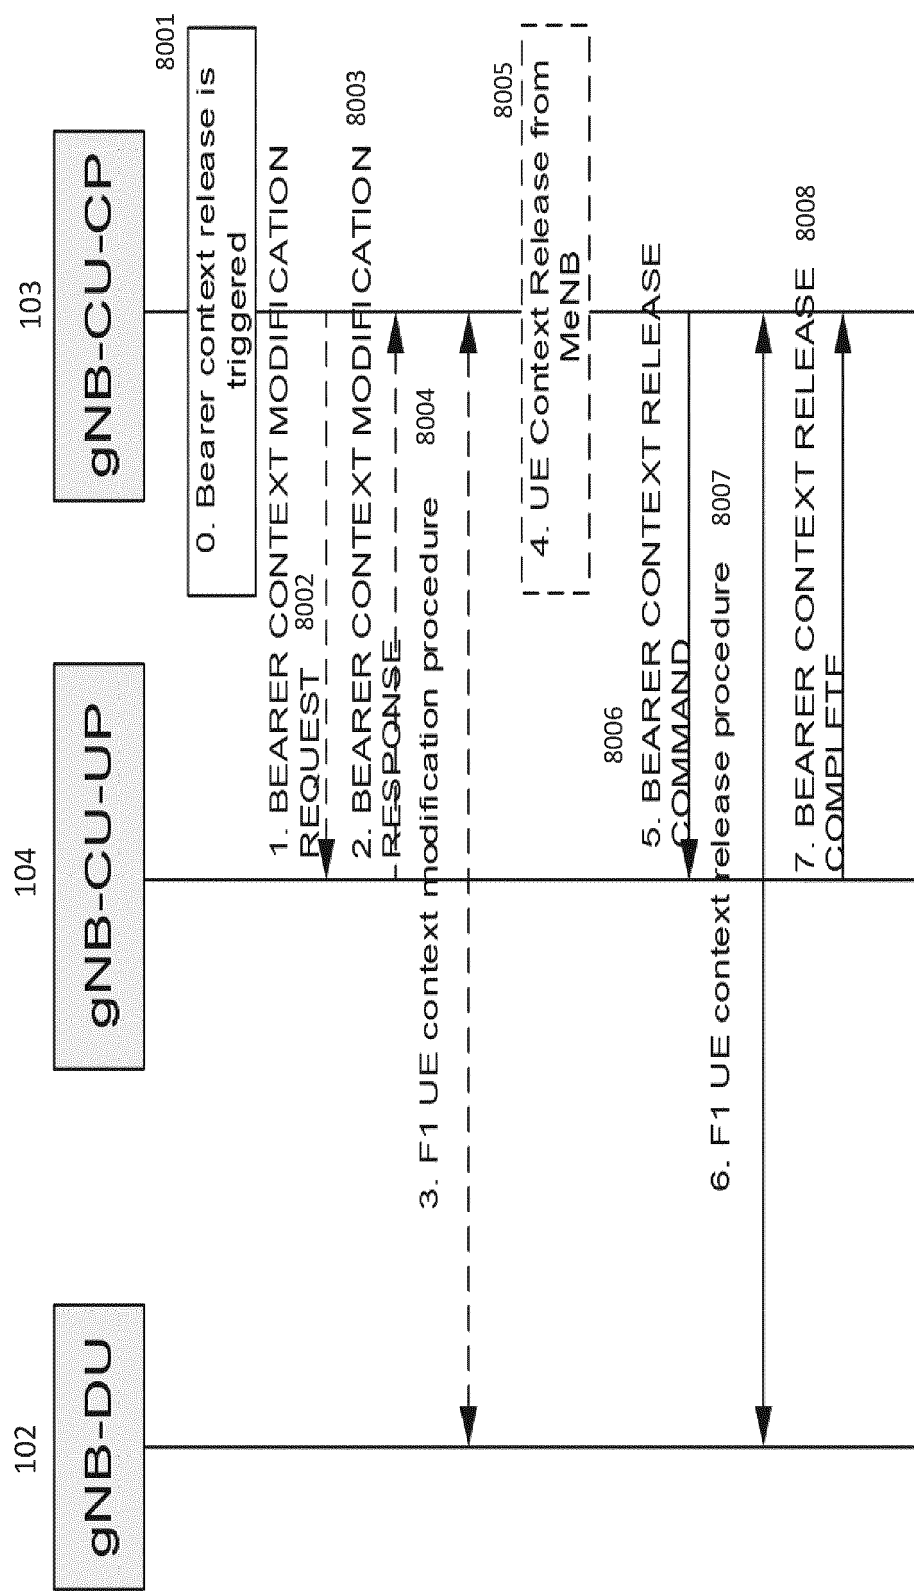 102
104
103
gNB-DU
gNB-CU-UP
gNB-CU-CP
8001
0. Bearer context release is
triggered
1. BEARER CONTEXT MODIFICATION
REQUEST
8002
2. BEARER CONTEXT MODIFICATION
8003
RESPONSE
3. F1 UE context modification procedure
8004
8005
4. UE Context Release from
MeNB
8006
5. BEARER CONTEXT RELEASE
COMMAND
6. F1 UE context release procedure
8007
7. BEARER CONTEXT RELEASE
8008
COMPLETE